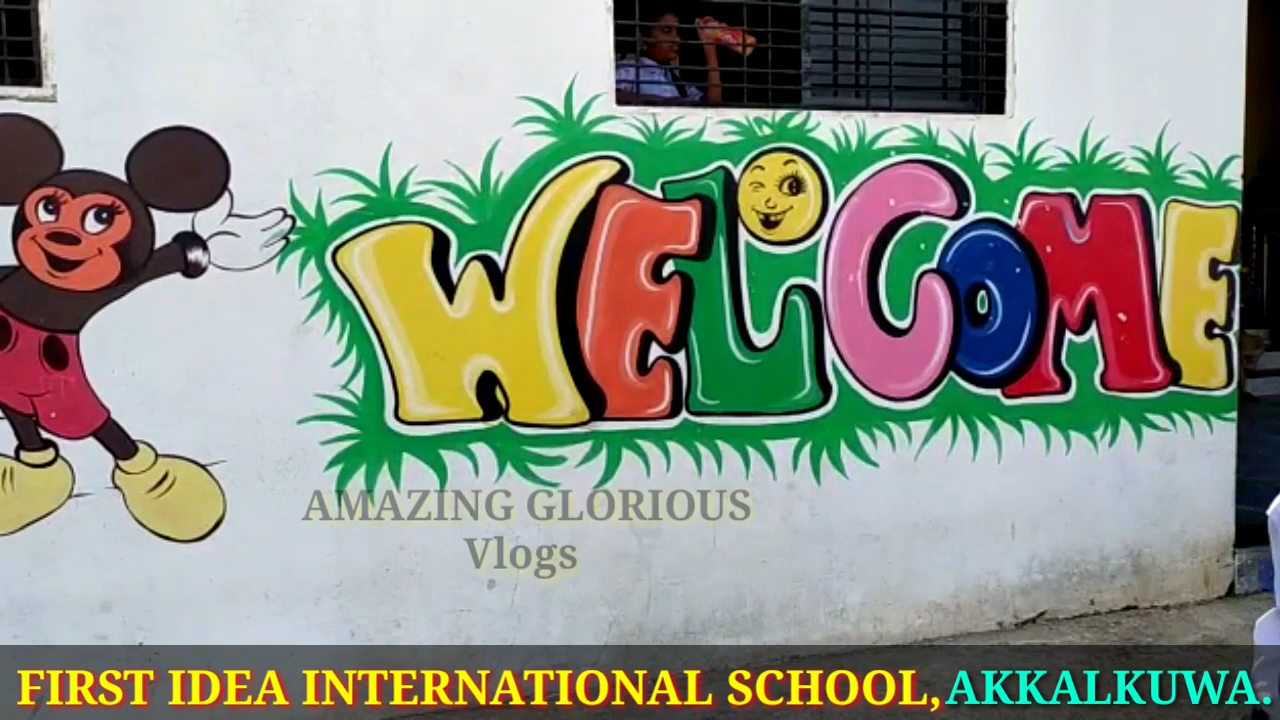 WELCOME
AMAZING GLORIOUS
Vlogs
FIRST IDEA INTERNATIONAL SCHOOL, AKKALKUWA.